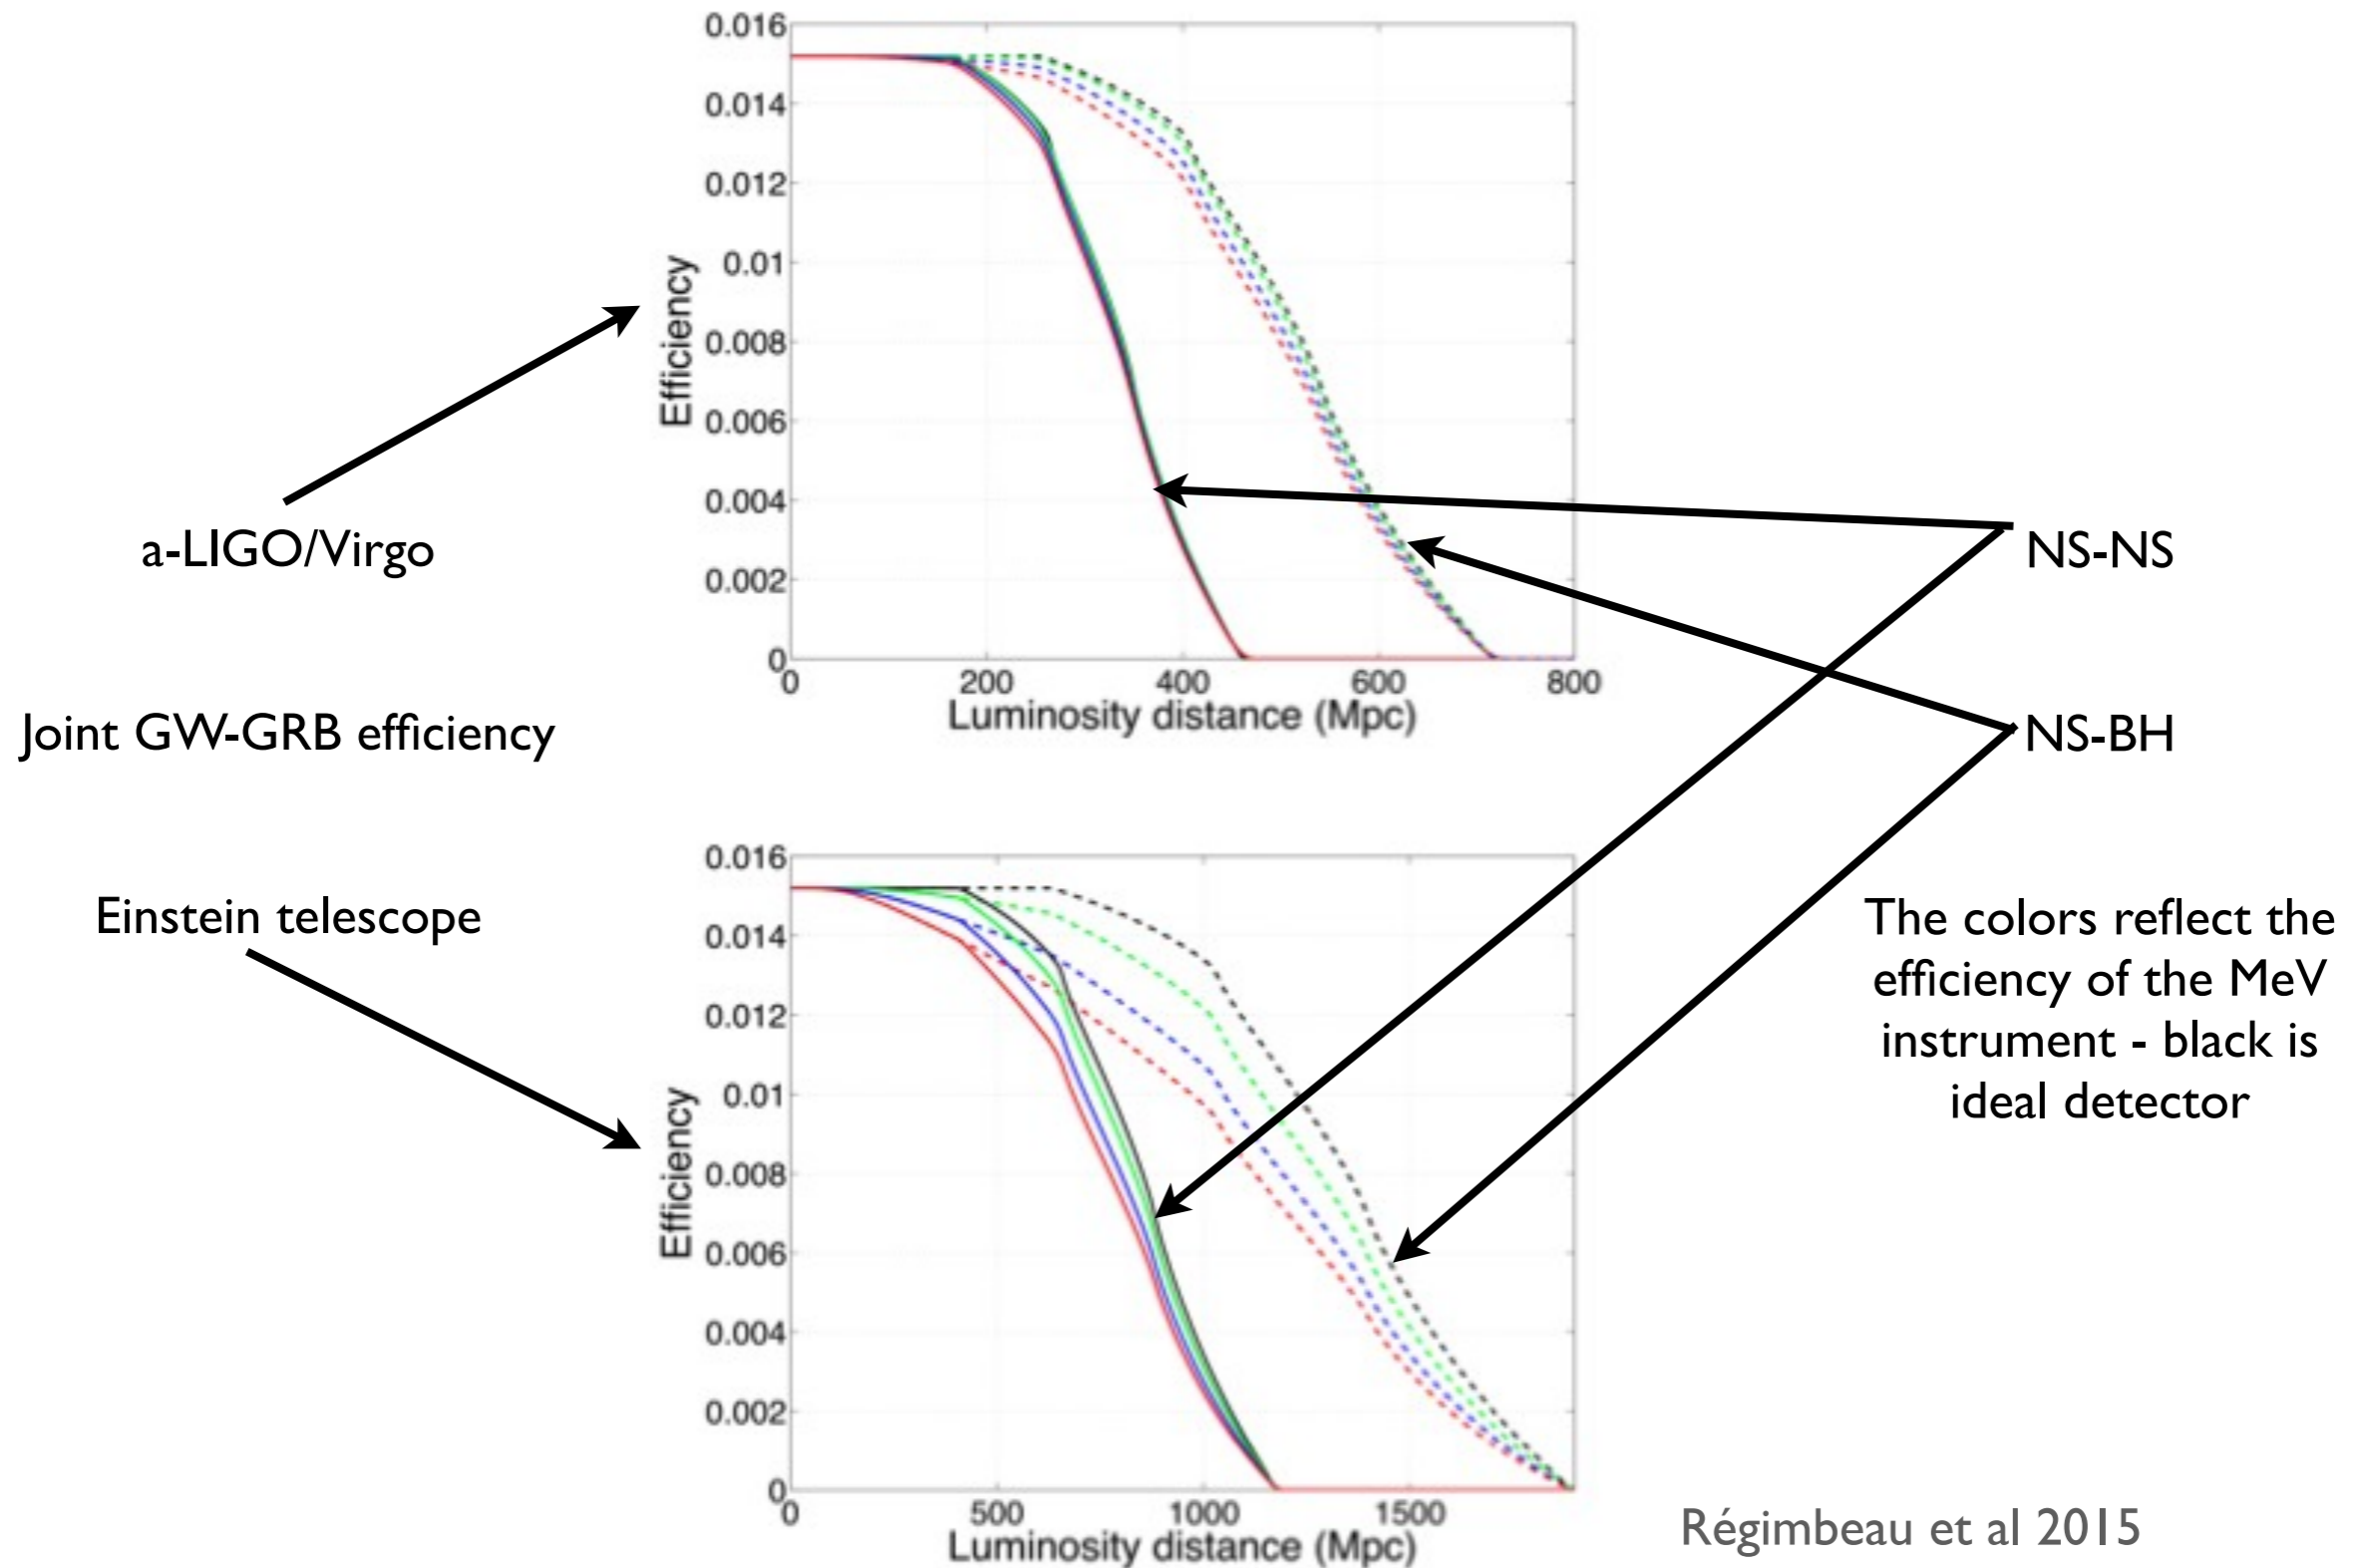 0.016
0.014
0.012
0.01
0.008
0.006
0.004
0.002
0
Efficiency
0
200
400
600
800
Luminosity distance (Mpc)
a-LIGO/Virgo
NS-NS
Joint GW-GRB efficiency
NS-BH
0.016
0.014
0.012
0.01
0.008
0.006
0.004
0.002
0
Efficiency
0
500
1000
1500
Luminosity distance (Mpc)
Einstein telescope
The colors reflect the
efficiency of the MeV
instrument - black is
ideal detector
Régimbeau et al 2015